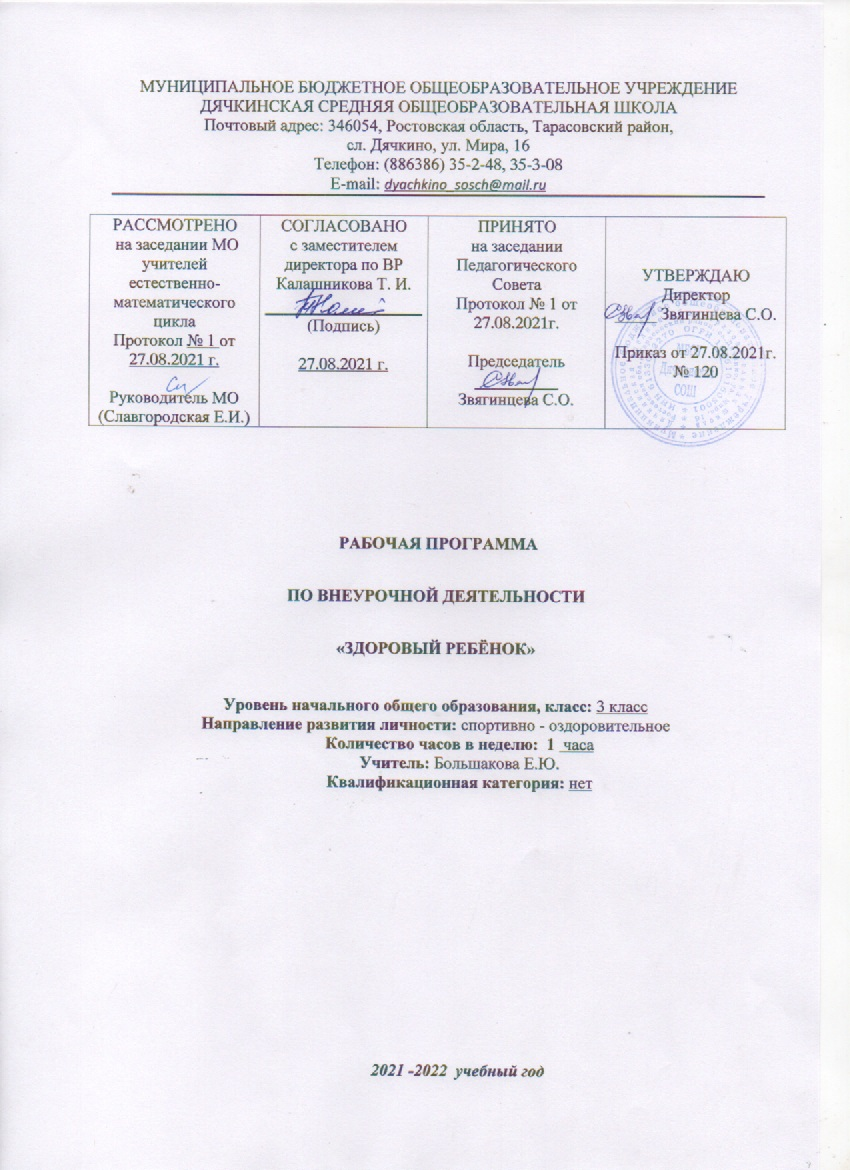 МУНИЦИПАЛЬНОЕ БЮДЖЕТНОЕ ОБЩЕОБРАЗОВАТЕЛЬНОЕ УЧРЕЖДЕНИЕ
ДЯЧКИНСКАЯ СРЕДНЯЯ ОБЩЕОБРАЗОВАТЕЛЬНАЯ ШКОЛА
Почтовый адрес: 346054, Ростовская область, Тарасовский район,
сл. Дячкино, ул. Мира, 16
Телефон: (886386) 35-2-48, 35-3-08
E-mail: dyachkino_sosch@mail.ru
РАССМОТРЕНО
на заседании МО
учителей
естественно-
математического
цикла
Протокол № 1 от
27.08.2021 г.
Руководитель МО
(Славгородская Е.И.)
СОГЛАСОВАНО
с заместителем
директора по ВР
Калашникова Т. И.
(Подпись)
27.08.2021 г.
ПРИНЯТО
на заседании
Педагогического
Совета
Протокол № 1 от
27.08.2021г.
Председатель
Звягинцева С.О.
УТВЕРЖДАЮ
Директор
Звягинцева С.О.
Приказ от 27.08.2021г.
№ 120
СОШ
РАБОЧАЯ ПРОГРАММА
ПО ВНЕУРОЧНОЙ ДЕЯТЕЛЬНОСТИ
«ЗДОРОВЫЙ РЕБЁНОК»
Уровень начального общего образования, класс: 3 класс
Направление развития личности: спортивно - оздоровительное
Количество часов в неделю: 1 часа
Учитель: Большакова Е.Ю.
Квалификационная категория: нет
2021 -2022 учебный год